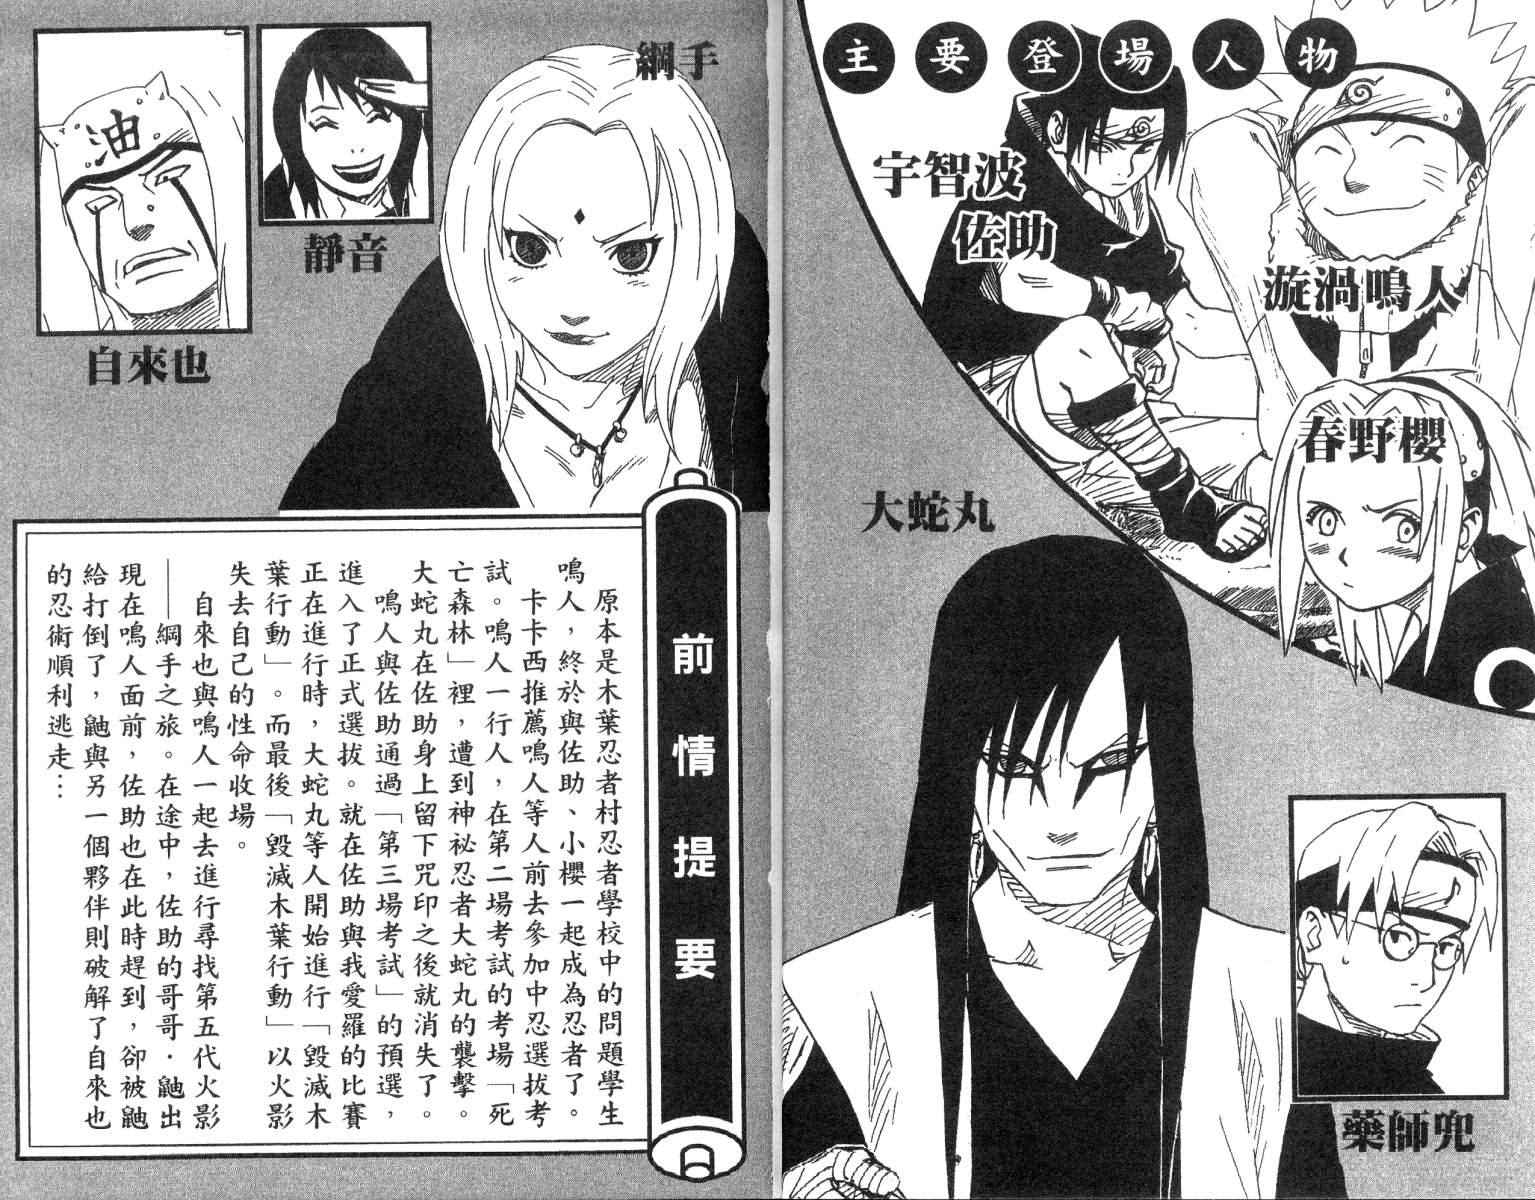 主要登場人物
宇智波
佐助
漩渦鳴人
春野櫻
大蛇丸
藥師兜
綱手
靜音
油
自來也
前情提要
原本是木葉忍者村忍者學校中的問題學生
鳴人，終於與佐助、小櫻一起成為忍者了。
卡卡西推薦鳴人等人前去參加中忍選拔考
試。鳴人一行人，在第二場考試的考場「死
亡森林」裡，遭到神祕忍者大蛇丸的襲擊。
大蛇丸在佐助身上留下咒印之後就消失了。
鳴人與佐助通過「第三場考試」的預選，
進入了正式選拔。就在佐助與我愛羅的比賽
正在進行時，大蛇丸等人開始進行「毀滅木
葉行動」。而最後「毀滅木葉行動」以火影
失去自己的性命收場。
自來也與鳴人一起去進行尋找第五代火影
——綱手之旅。在途中，佐助的哥哥．鼬出
現在鳴人面前，佐助也在此時趕到，卻被鼬
給打倒了，鼬與另一個夥伴則破解了自來也
的忍術順利逃走…